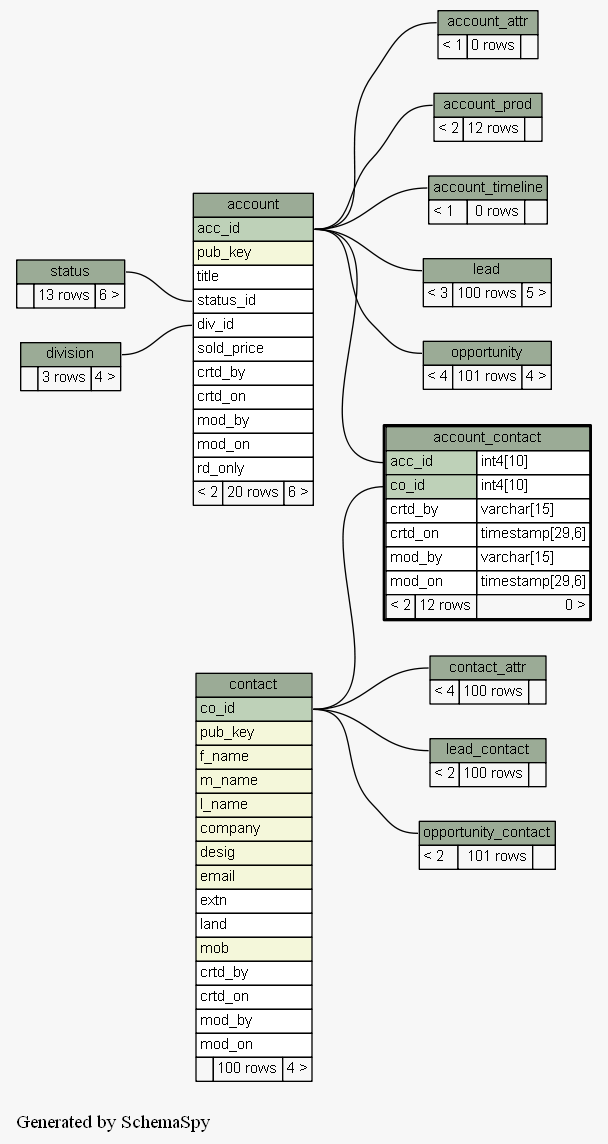 account_attr
< 1 0 rows
account_prod
< 2 12 rows
account_timeline
< 1 0 rows
account
acc_id
pub_key
title
status_id
div_id
sold_price
crtd_by
crtd_on
mod_by
mod_on
rd_only
< 2 20 rows 6 >
status
13 rows 6 >
division
3 rows 4 >
lead
< 3 100 rows 5 >
opportunity
< 4 101 rows 4 >
account_contact
acc_id int4[10]
co_id int4[10]
crtd_by varchar[15]
crtd_on timestamp[29,6]
mod_by varchar[15]
mod_on timestamp[29,6]
< 2 12 rows 0 >
contact
co_id
pub_key
f_name
m_name
l_name
company
desig
email
extn
land
mob
crtd_by
crtd_on
mod_by
mod_on
100 rows 4 >
contact_attr
< 4 100 rows
lead_contact
< 2 100 rows
opportunity_contact
< 2 101 rows
Generated by SchemaSpy